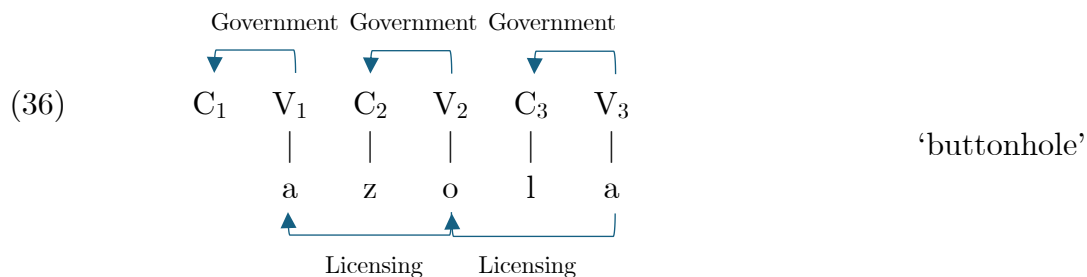 Government Government Government
(36) C₁ V₁ C₂ V₂ C₃ V₃
‘buttonhole’
a z o l a
Licensing Licensing